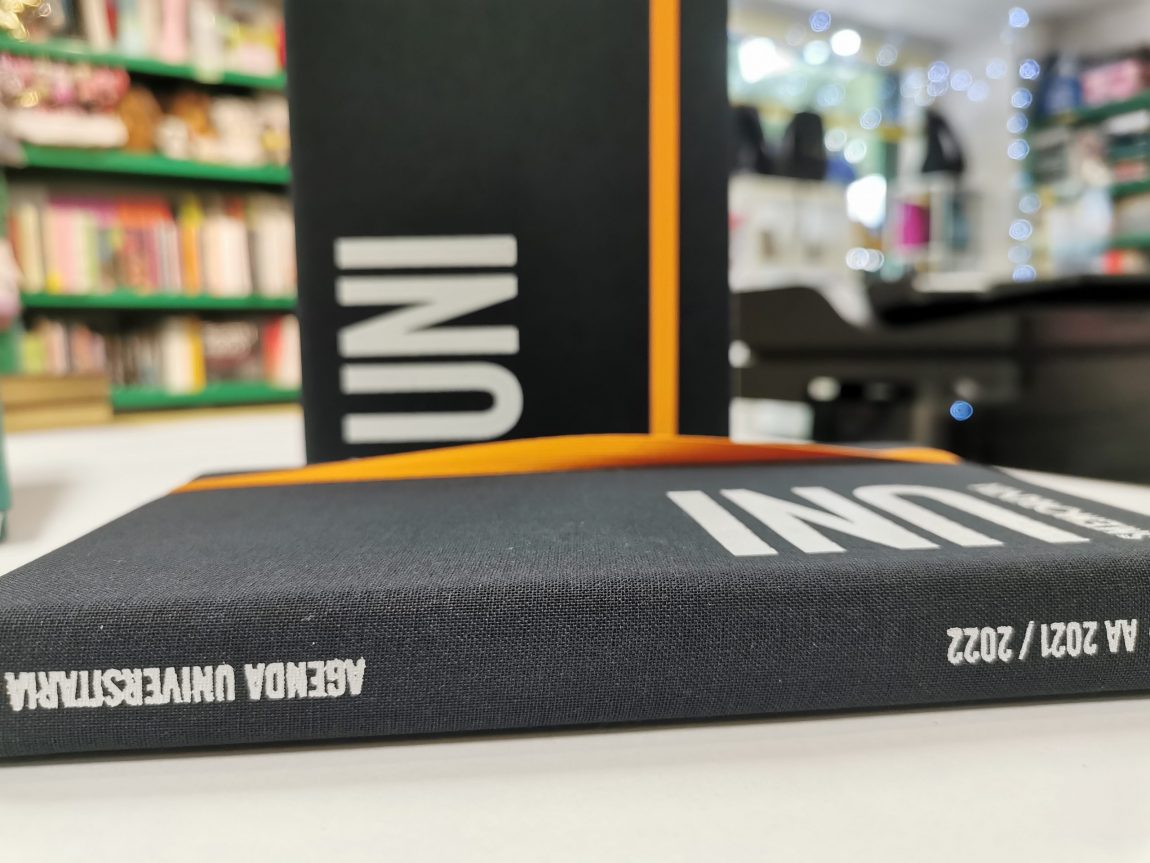 UNI
UNI
AGENDA UNIVERSITARIA
AA 2021 / 2022